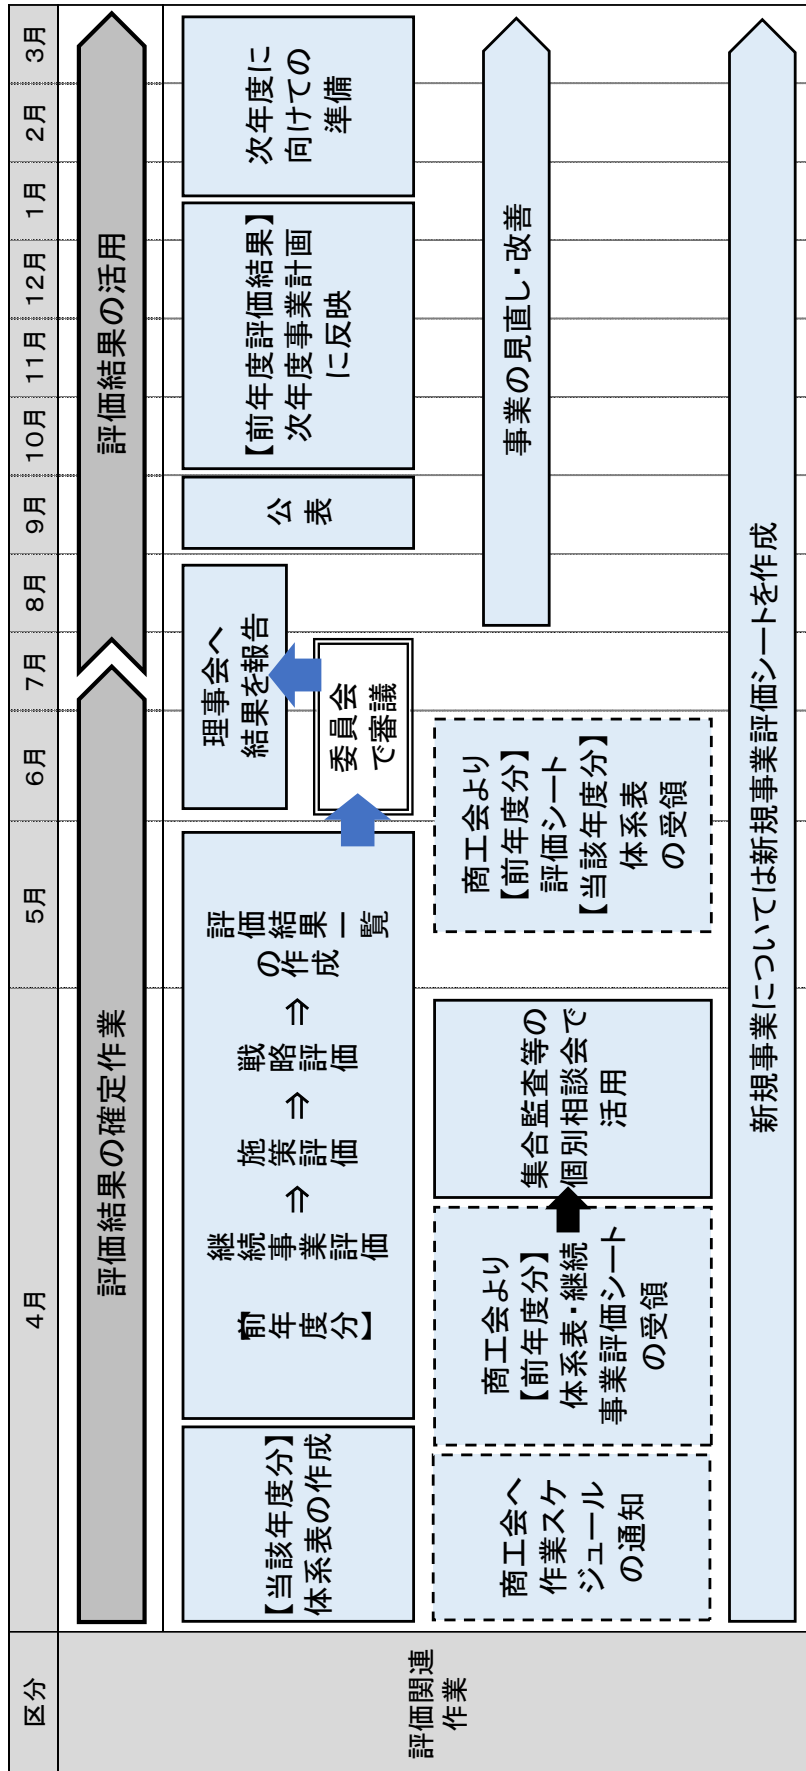 区分
4月
5月
6月
7月
8月
9月
10月
11月
12月
1月
2月
3月
評価関連
作業
評価結果の確定作業
評価結果の活用
【当該年度分】
体系表の作成
【前年度分】
継続事業評価
⇒
施策評価
⇒
戦略評価
⇒
評価結果一覧
の作成
委員会
で審議
理事会へ
結果を報告
公表
【前年度評価結果】
次年度事業計画
に反映
次年度に
向けての
準備
商工会へ
作業スケ
ジュール
の通知
商工会より
【前年度分】
体系表・継続
事業評価シート
の受領
集合監査等の
個別相談会で
活用
商工会より
【前年度分】
評価シート
【当該年度分】
体系表
の受領
事業の見直し・改善
新規事業については新規事業評価シートを作成